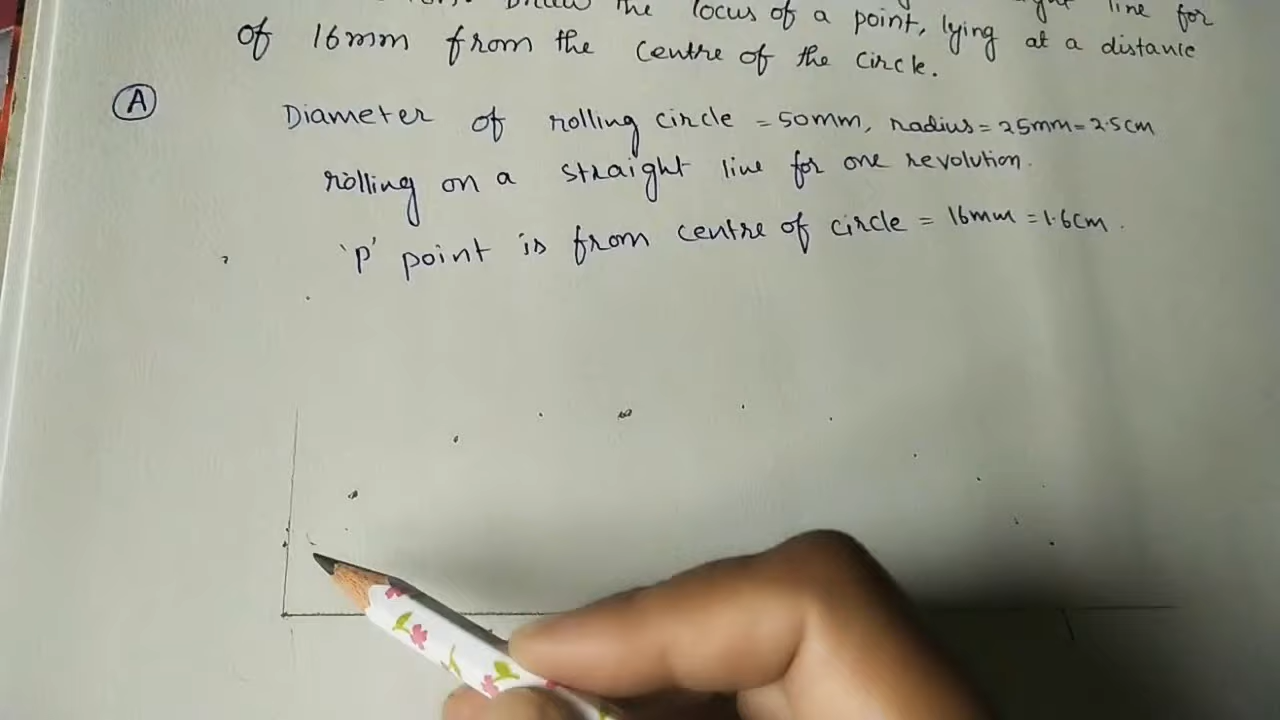 the locus of a point, lying line for
of 16mm from the centre of the circle. at a distance
A Diameter of rolling circle = 50mm, radius = 25mm = 2.5cm
rolling on a straight line for one revolution.
'P' point is from centre of circle = 16mm = 1.6cm.